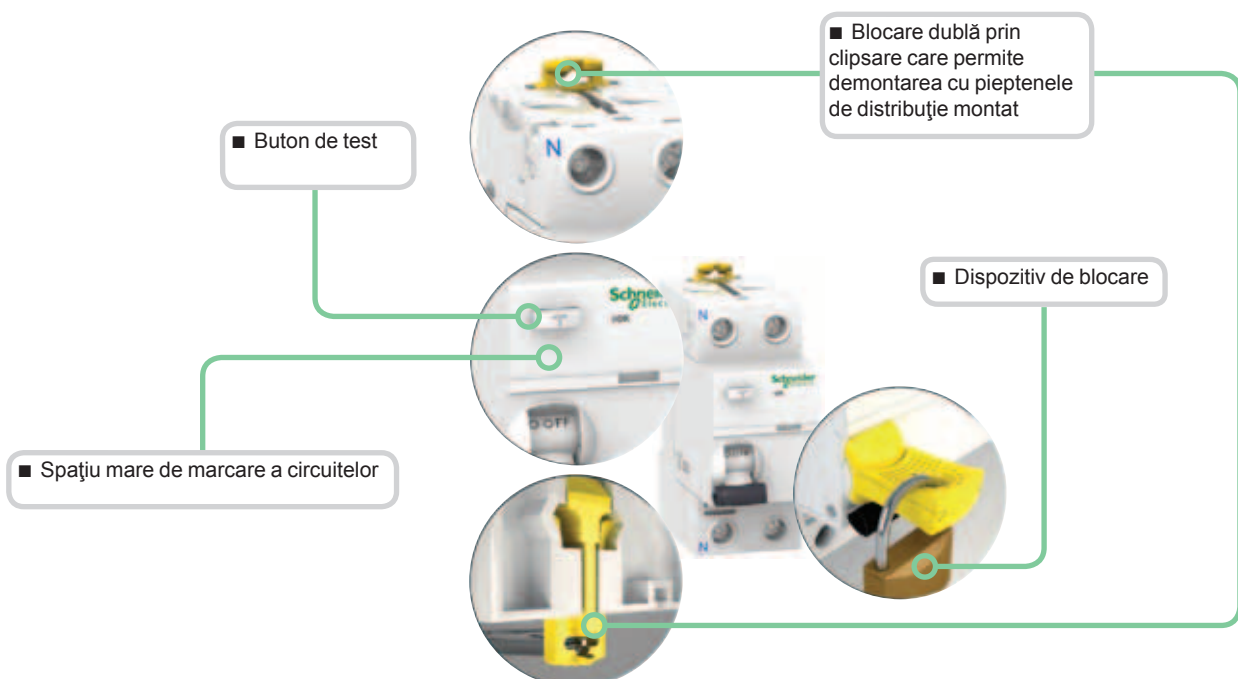 ■ Blocare dublă prin
clipsare care permite
demontarea cu pieptenele
de distribuţie montat
■ Buton de test
N
Schneider
Electric
■ Dispozitiv de blocare
N
Schneider
T
O OFF
■ Spaţiu mare de marcare a circuitelor
N